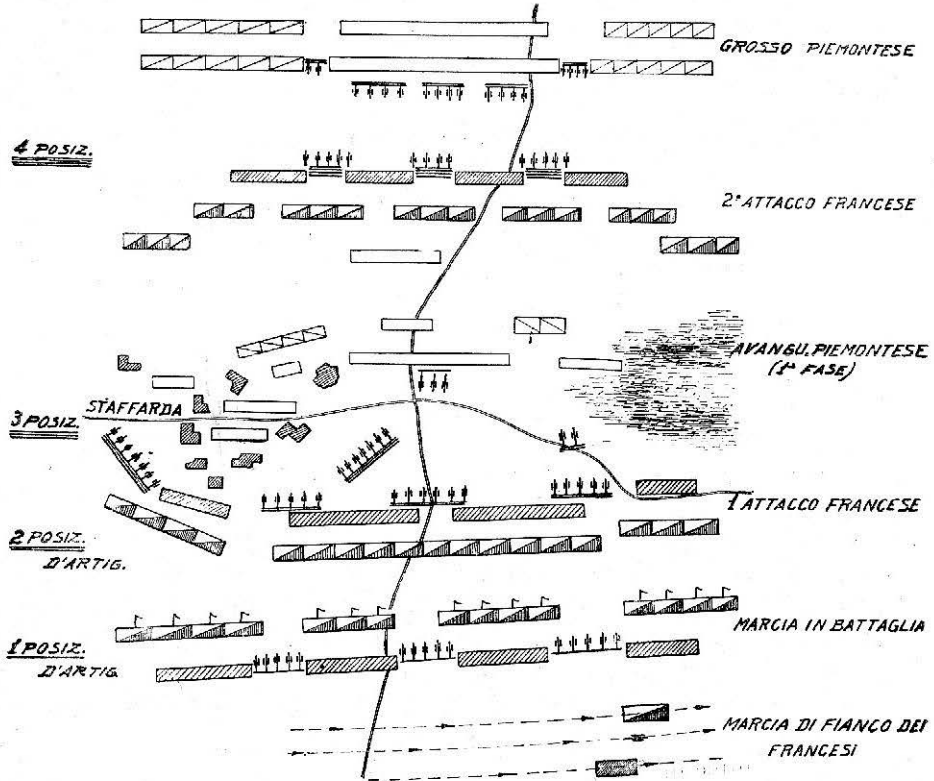 GROSSO PIEMONTESE
4 POSIZ.
2º ATTACCO FRANCESE
AVANGU. PIEMONTESE
(1ª FASE)
STAFFARDA
3 POSIZ.
1 ATTACCO FRANCESE
2 POSIZ.
D'ARTIG.
MARCIA IN BATTAGLIA
1 POSIZ.
D'ARTIG
MARCIA DI FIANCO DEI
FRANCESI